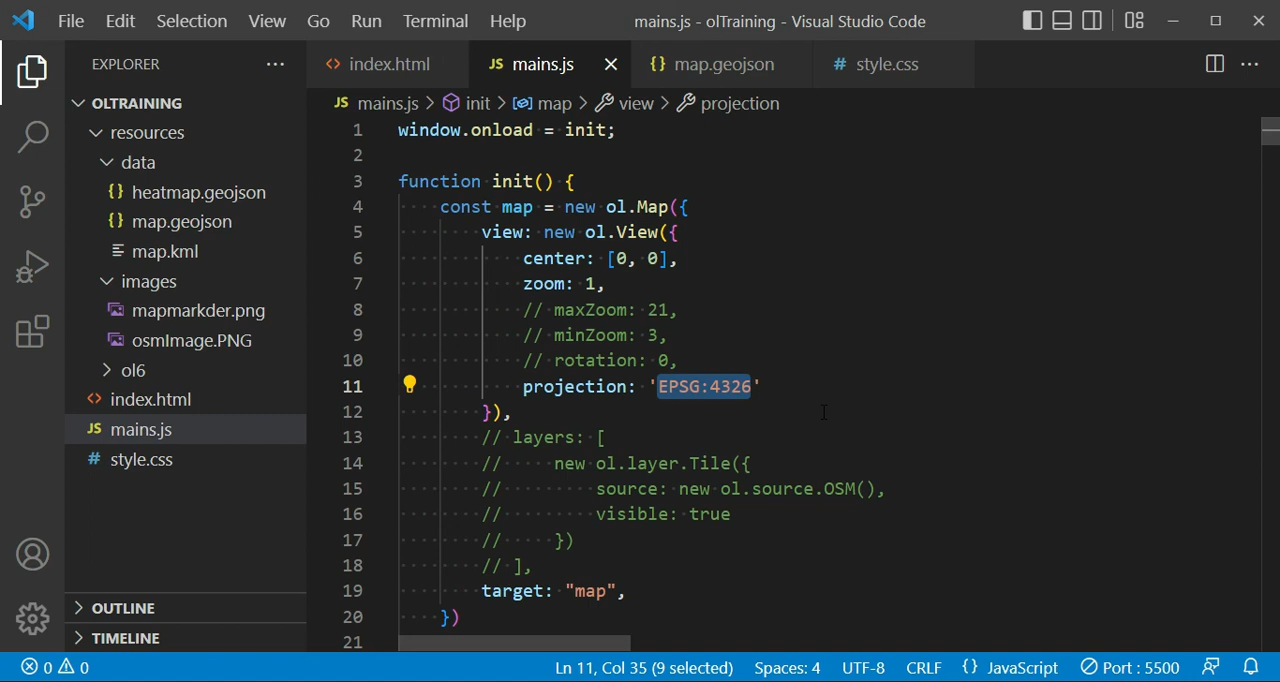 File Edit Selection View Go Run Terminal Help mains.js - olTraining - Visual Studio Code
EXPLORER
OLTRAINING
resources
data
{} heatmap.geojson
{} map.geojson
map.kml
images
mapmarkder.png
osmImage.PNG
ol6
<> index.html
JS mains.js
# style.css
OUTLINE
TIMELINE
<> index.html JS mains.js {} map.geojson # style.css
JS mains.js > init > map > view > projection
1 window.onload = init;
2
3 function init() {
4 const map = new ol.Map({
5 view: new ol.View({
6 center: [0, 0],
7 zoom: 1,
8 // maxZoom: 21,
9 // minZoom: 3,
10 // rotation: 0,
11 projection: 'EPSG:4326'
12 }),
13 // layers: [
14 // new ol.layer.Tile({
15 // source: new ol.source.OSM(),
16 // visible: true
17 // })
18 // ],
19 target: "map",
20 })
21
0 0 Ln 11, Col 35 (9 selected) Spaces: 4 UTF-8 CRLF {} JavaScript Port : 5500